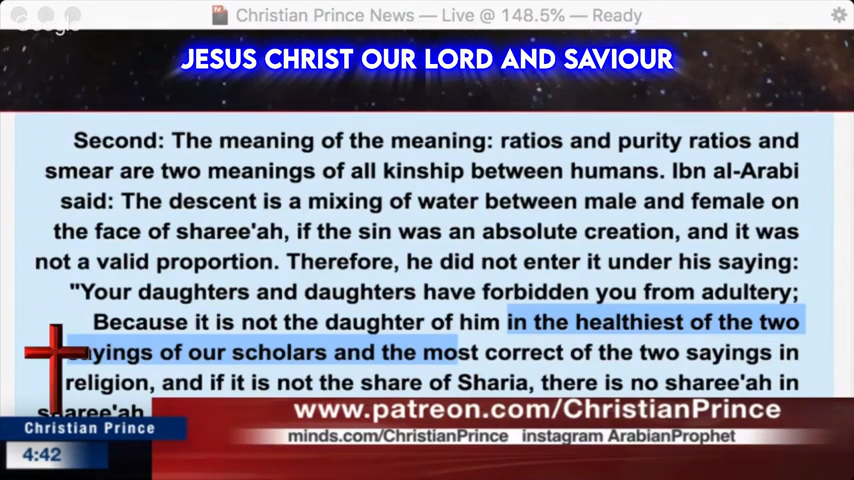 Christian Prince News — Live @ 148.5% — Ready
Google
JESUS CHRIST OUR LORD AND SAVIOUR
Second: The meaning of the meaning: ratios and purity ratios and
smear are two meanings of all kinship between humans. Ibn al-Arabi
said: The descent is a mixing of water between male and female on
the face of sharee'ah, if the sin was an absolute creation, and it was
not a valid proportion. Therefore, he did not enter it under his saying:
"Your daughters and daughters have forbidden you from adultery;
Because it is not the daughter of him in the healthiest of the two
sayings of our scholars and the most correct of the two sayings in
religion, and if it is not the share of Sharia, there is no sharee'ah in
sharee'ah
www.patreon.com/ChristianPrince
Christian Prince
minds.com/ChristianPrince instagram ArabianProphet
4:42